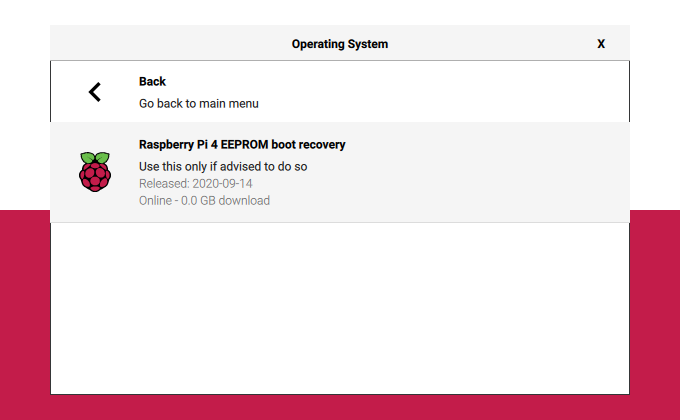 Operating System X
Back
Go back to main menu
Raspberry Pi 4 EEPROM boot recovery
Use this only if advised to do so
Released: 2020-09-14
Online - 0.0 GB download